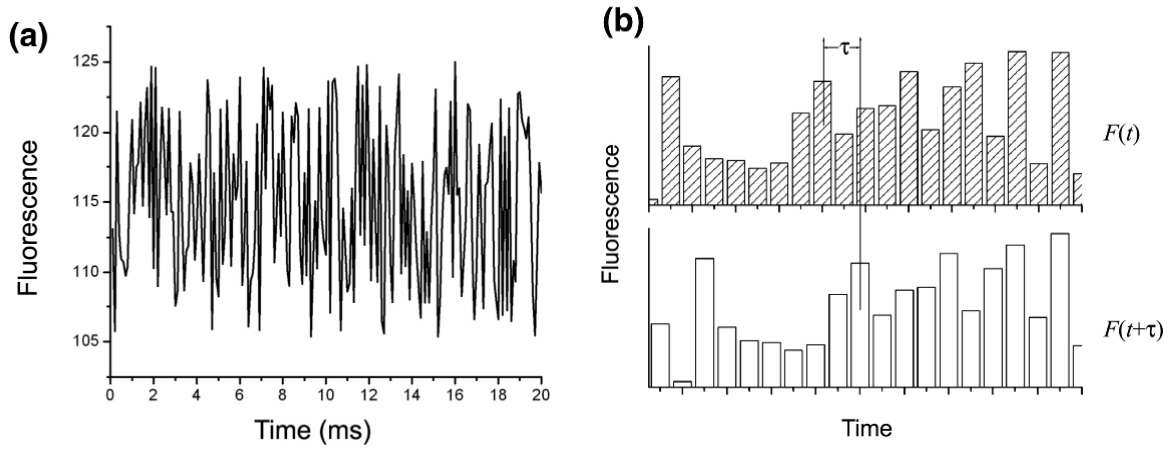 (a)
Fluorescence
125
120
115
110
105
0 2 4 6 8 10 12 14 16 18 20
Time (ms)
(b)
Fluorescence
τ
F(t)
F(t+τ)
Time